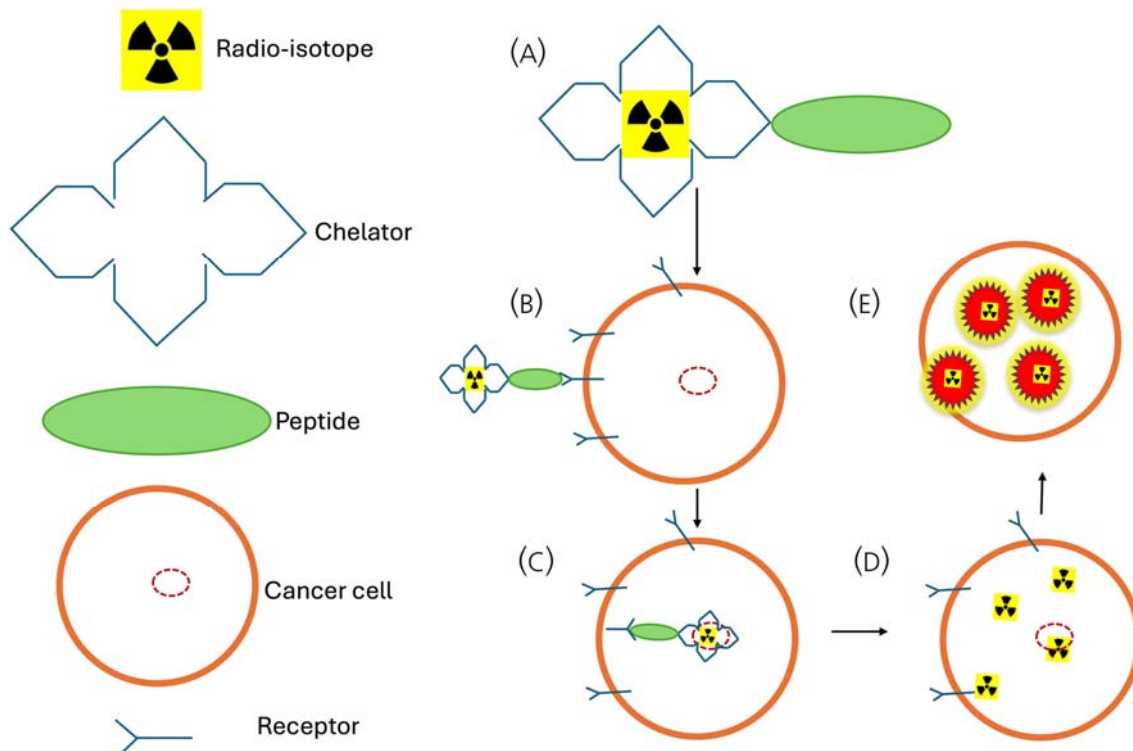 Radio-isotope
Chelator
Peptide
Cancer cell
Receptor
(A)
(B)
(C)
(D)
(E)